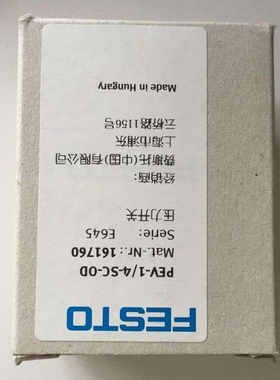 FESTO
PEV-1/4-SC-OD
Mat.-Nr.: 161760
Serie: E645
压力开关
经销商:
费斯托(中国)有限公司
上海市浦东
云桥路1156号
Made in Hungary